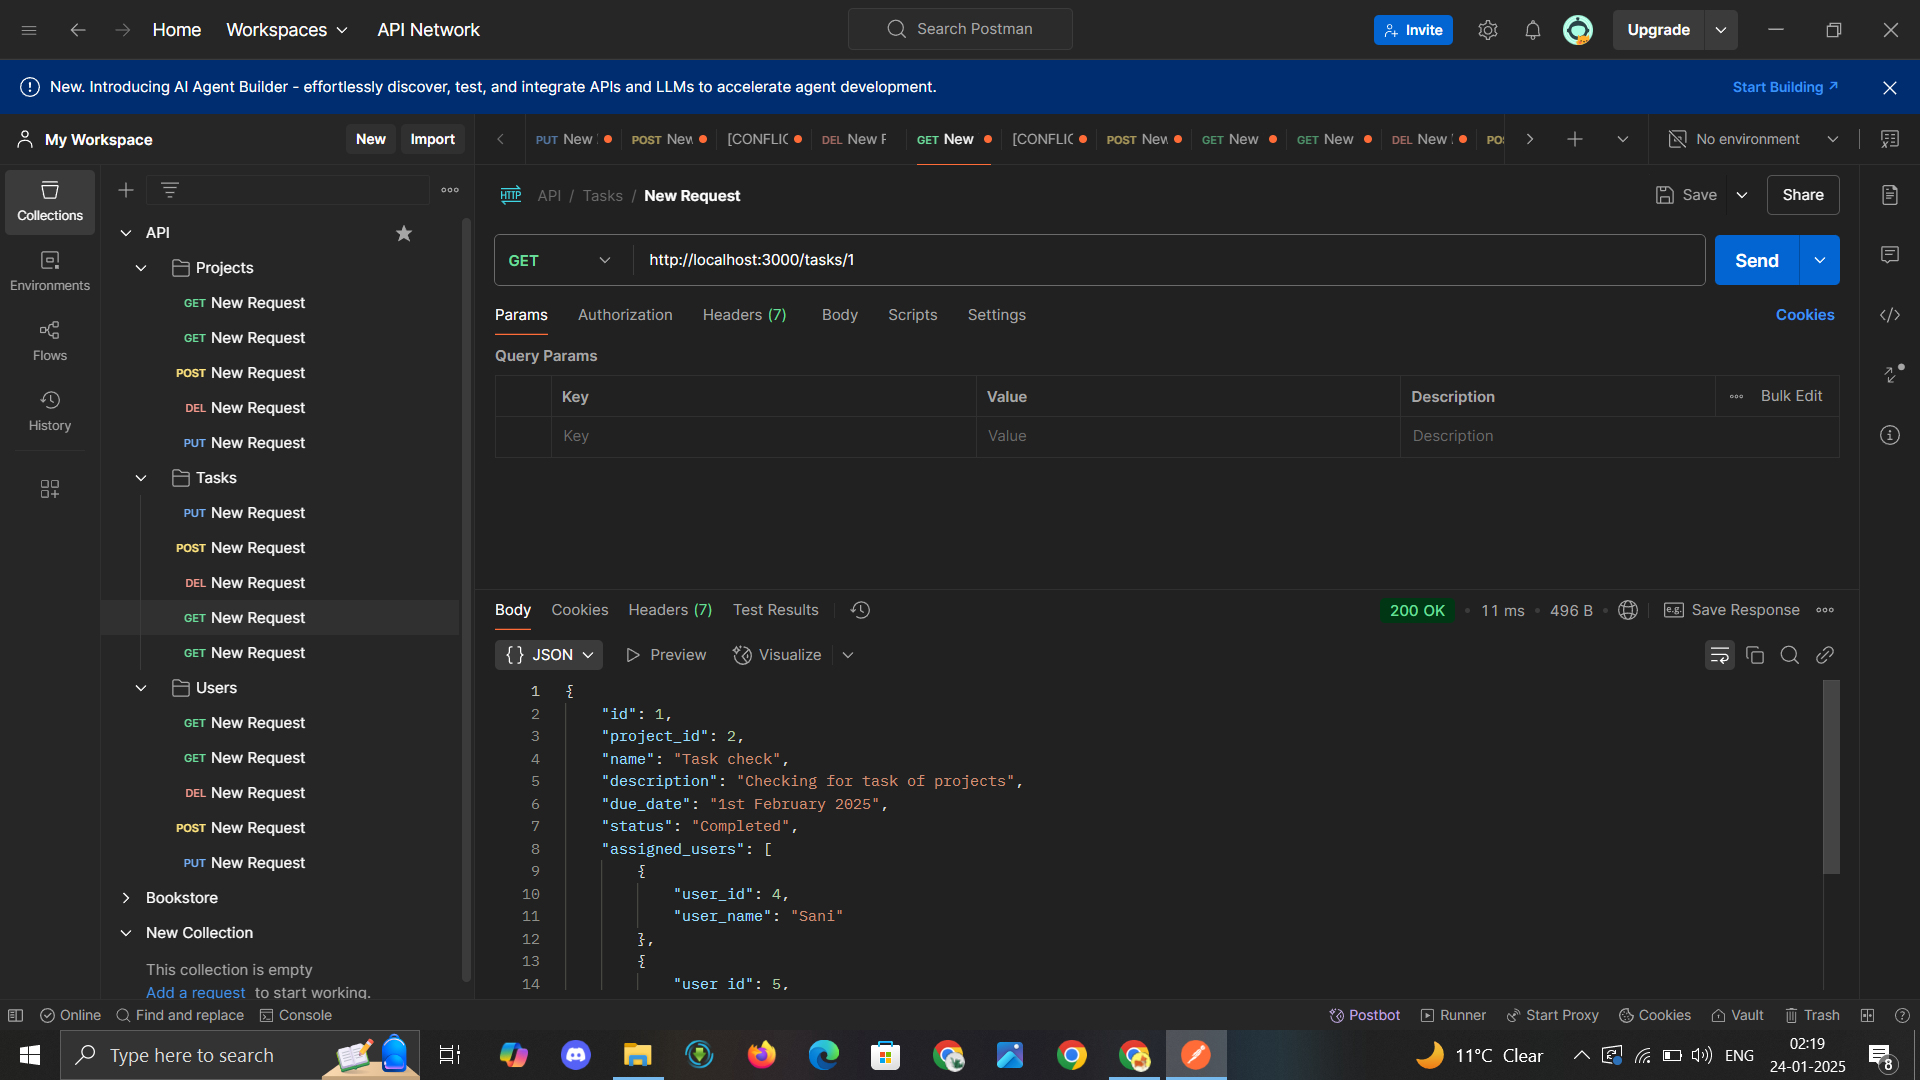 Home
Workspaces
API Network
Search Postman
Invite
Upgrade
New. Introducing AI Agent Builder - effortlessly discover, test, and integrate APIs and LLMs to accelerate agent development.
Start Building
My Workspace
New
Import
PUT New
POST New
[CONFLIC
DEL New F
GET New
[CONFLIC
POST New
GET New
GET New
DEL New
No environment
Collections
Environments
Flows
History
API
Projects
GET New Request
GET New Request
POST New Request
DEL New Request
PUT New Request
Tasks
PUT New Request
POST New Request
DEL New Request
GET New Request
GET New Request
Users
GET New Request
GET New Request
DEL New Request
POST New Request
PUT New Request
Bookstore
New Collection
This collection is empty
Add a request to start working.
HTTP API / Tasks / New Request
Save
Share
GET
http://localhost:3000/tasks/1
Send
Params
Authorization
Headers (7)
Body
Scripts
Settings
Cookies
Query Params
Key
Value
Description
Bulk Edit
Key
Value
Description
Body
Cookies
Headers (7)
Test Results
200 OK
11 ms
496 B
e.g. Save Response
{} JSON
Preview
Visualize
1 {
2 "id": 1,
3 "project_id": 2,
4 "name": "Task check",
5 "description": "Checking for task of projects",
6 "due_date": "1st February 2025",
7 "status": "Completed",
8 "assigned_users": [
9 {
10 "user_id": 4,
11 "user_name": "Sani"
12 },
13 {
14 "user_id": 5,
Online
Find and replace
Console
Postbot
Runner
Start Proxy
Cookies
Vault
Trash
Type here to search
11°C Clear
ENG
02:19
24-01-2025
8